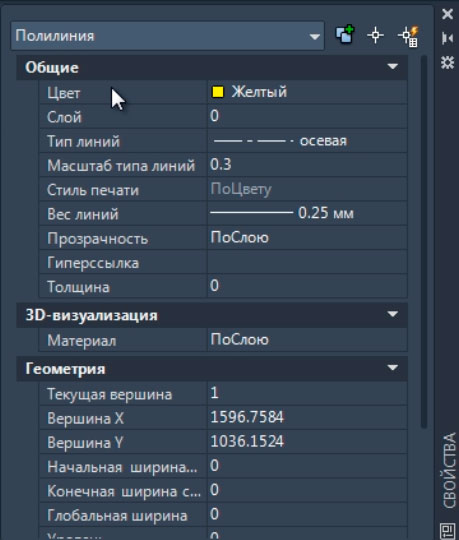 Полилиния
Общие
Цвет Желтый
Слой 0
Тип линий осевая
Масштаб типа линий 0.3
Стиль печати ПоЦвету
Вес линий 0.25 мм
Прозрачность ПоСлою
Гиперссылка
Толщина 0
3D-визуализация
Материал ПоСлою
Геометрия
Текущая вершина 1
Вершина X 1596.7584
Вершина Y 1036.1524
Начальная ширина... 0
Конечная ширина с... 0
Глобальная ширина 0
СВОЙСТВА